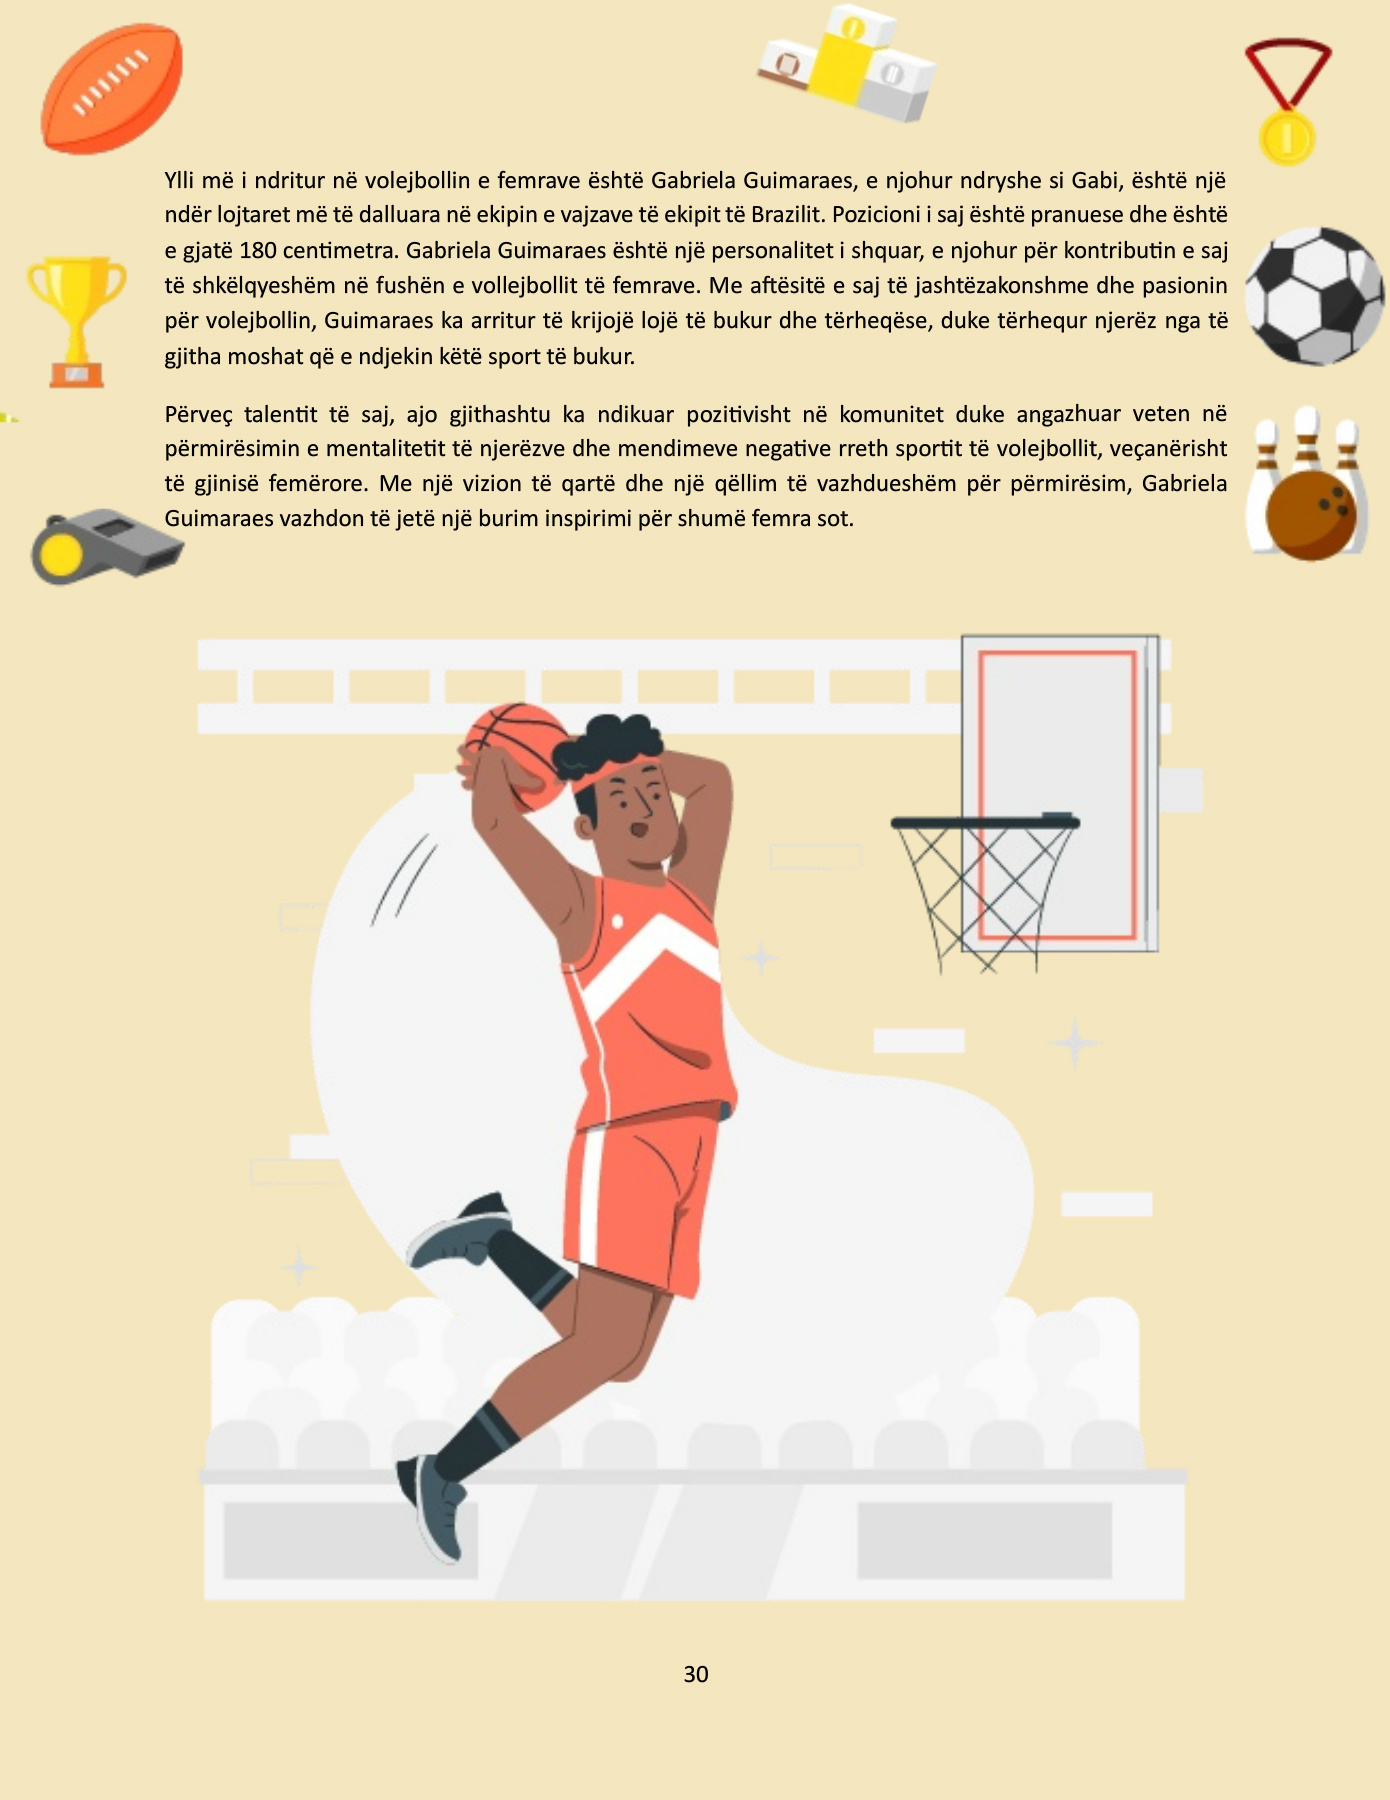 Ylli më i ndritur në volejbollin e femrave është Gabriela Guimaraes, e njohur ndryshe si Gabi, është një
ndër lojtaret më të dalluara në ekipin e vajzave të ekipit të Brazilit. Pozicioni i saj është pranuese dhe është
e gjatë 180 centimetra. Gabriela Guimaraes është një personalitet i shquar, e njohur për kontributin e saj
të shkëlqyeshëm në fushën e vollejbollit të femrave. Me aftësitë e saj të jashtëzakonshme dhe pasionin
për volejbollin, Guimaraes ka arritur të krijojë lojë të bukur dhe tërheqëse, duke tërhequr njerëz nga të
gjitha moshat që e ndjekin këtë sport të bukur.
Përveç talentit të saj, ajo gjithashtu ka ndikuar pozitivisht në komunitet duke angazhuar veten në
përmirësimin e mentalitetit të njerëzve dhe mendimeve negative rreth sportit të volejbollit, veçanërisht
të gjinisë femërore. Me një vizion të qartë dhe një qëllim të vazhdueshëm për përmirësim, Gabriela
Guimaraes vazhdon të jetë një burim inspirimi për shumë femra sot.
30